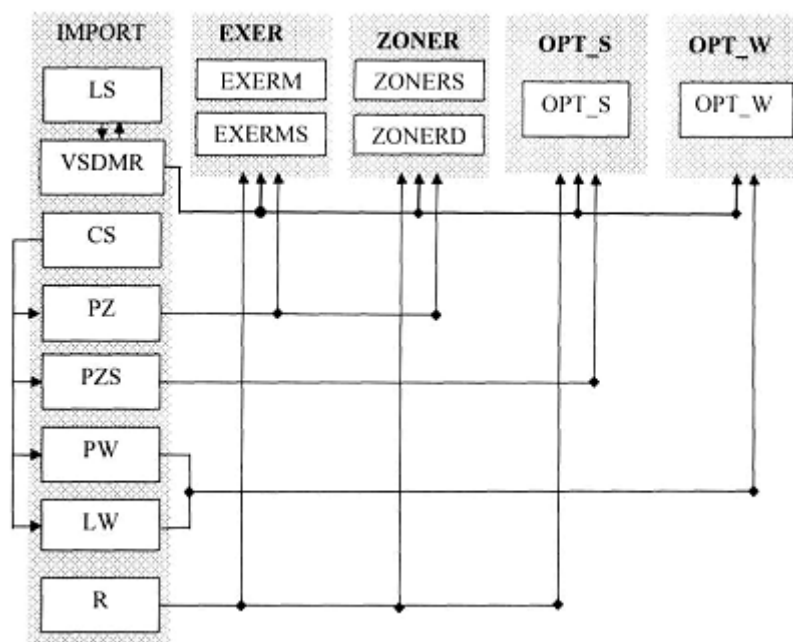 IMPORT
LS
VSDMR
CS
PZ
PZS
PW
LW
R
EXER
EXERM
EXERMS
ZONER
ZONERS
ZONERD
OPT_S
OPT_S
OPT_W
OPT_W